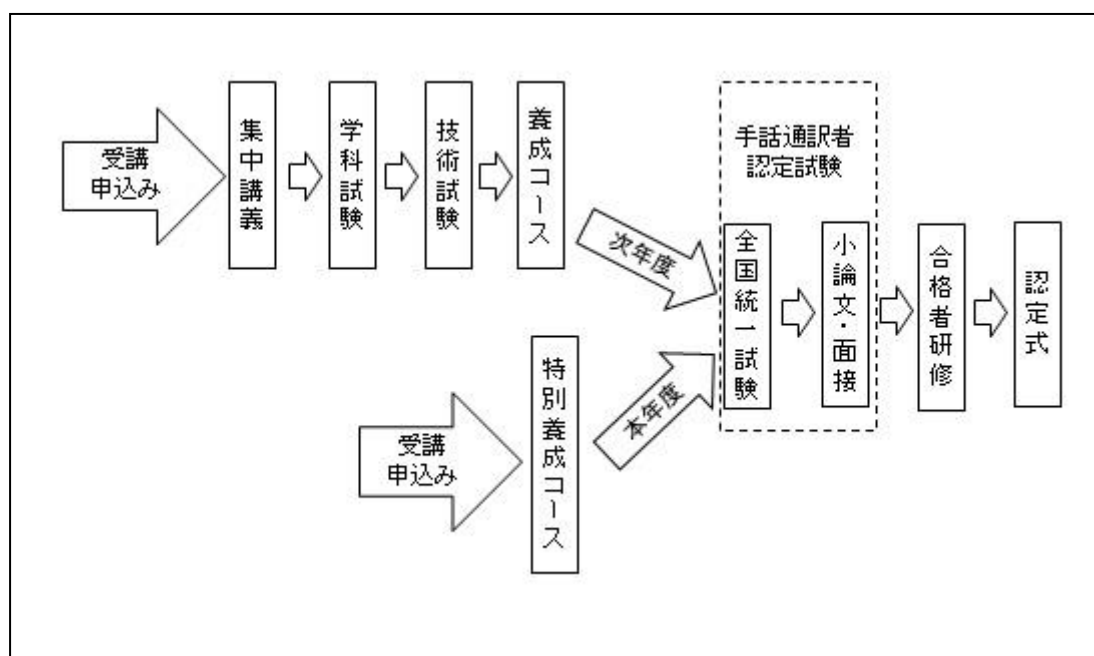 受講
申込み
集中講義
学科試験
技術試験
養成コース
次年度
受講
申込み
特別養成コース
本年度
手話通訳者
認定試験
全国統一試験
小論文・面接
合格者研修
認定式